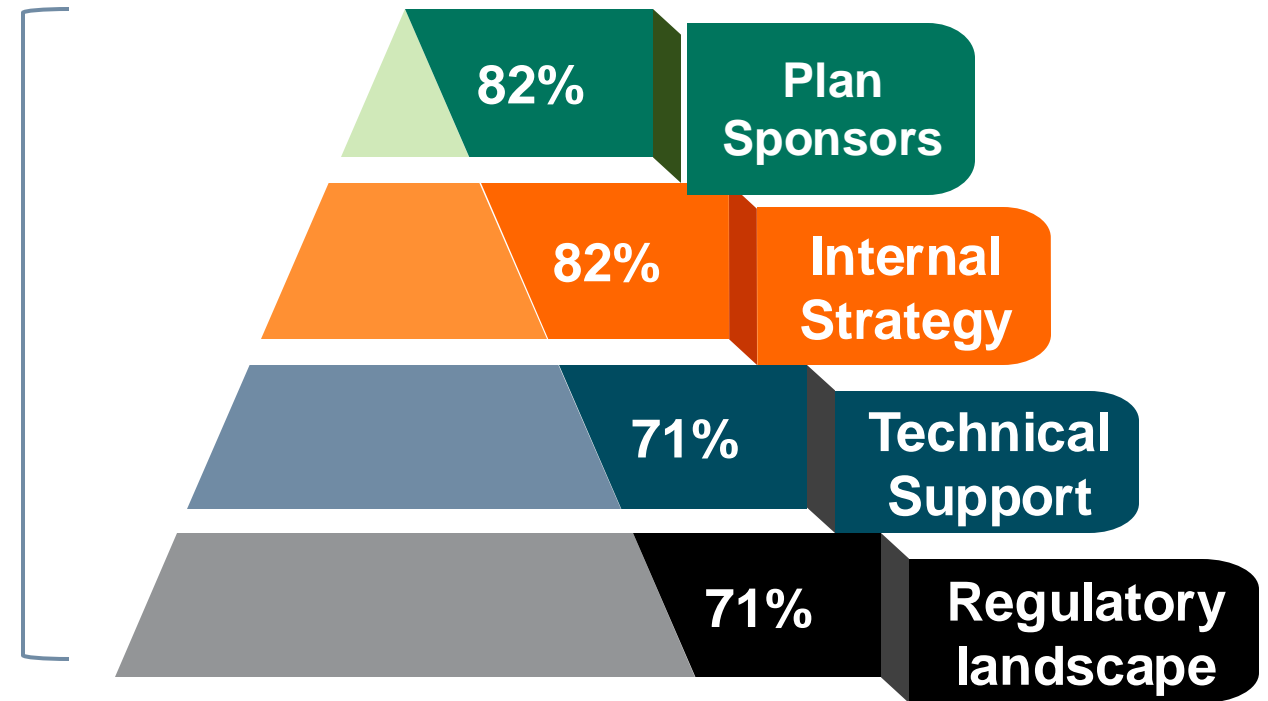 82%
Plan
Sponsors
82%
Internal
Strategy
71%
Technical
Support
71%
Regulatory
landscape